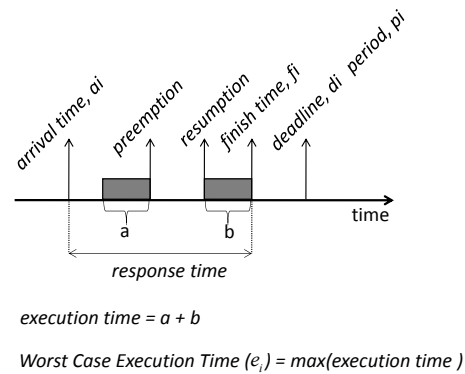 arrival time, ai
preemption
resumption
finish time, fi
deadline, di
period, pi
time
a
b
response time
execution time = a + b
Worst Case Execution Time (eᵢ) = max(execution time )